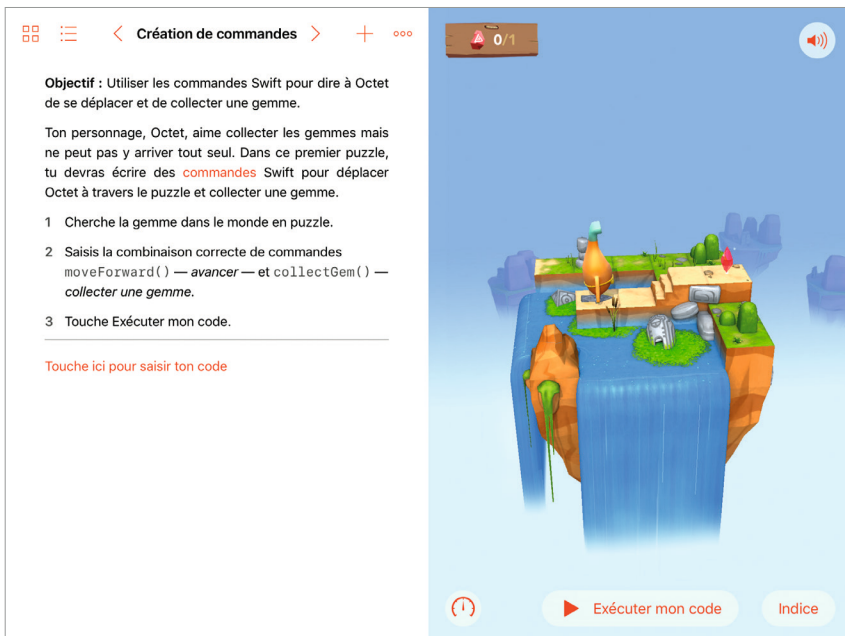 Création de commandes
0/1
Objectif : Utiliser les commandes Swift pour dire à Octet
de se déplacer et de collecter une gemme.
Ton personnage, Octet, aime collecter les gemmes mais
ne peut pas y arriver tout seul. Dans ce premier puzzle,
tu devras écrire des commandes Swift pour déplacer
Octet à travers le puzzle et collecter une gemme.
1 Cherche la gemme dans le monde en puzzle.
2 Saisis la combinaison correcte de commandes
moveForward() — avancer — et collectGem() —
collecter une gemme.
3 Touche Exécuter mon code.
Touche ici pour saisir ton code
Exécuter mon code
Indice